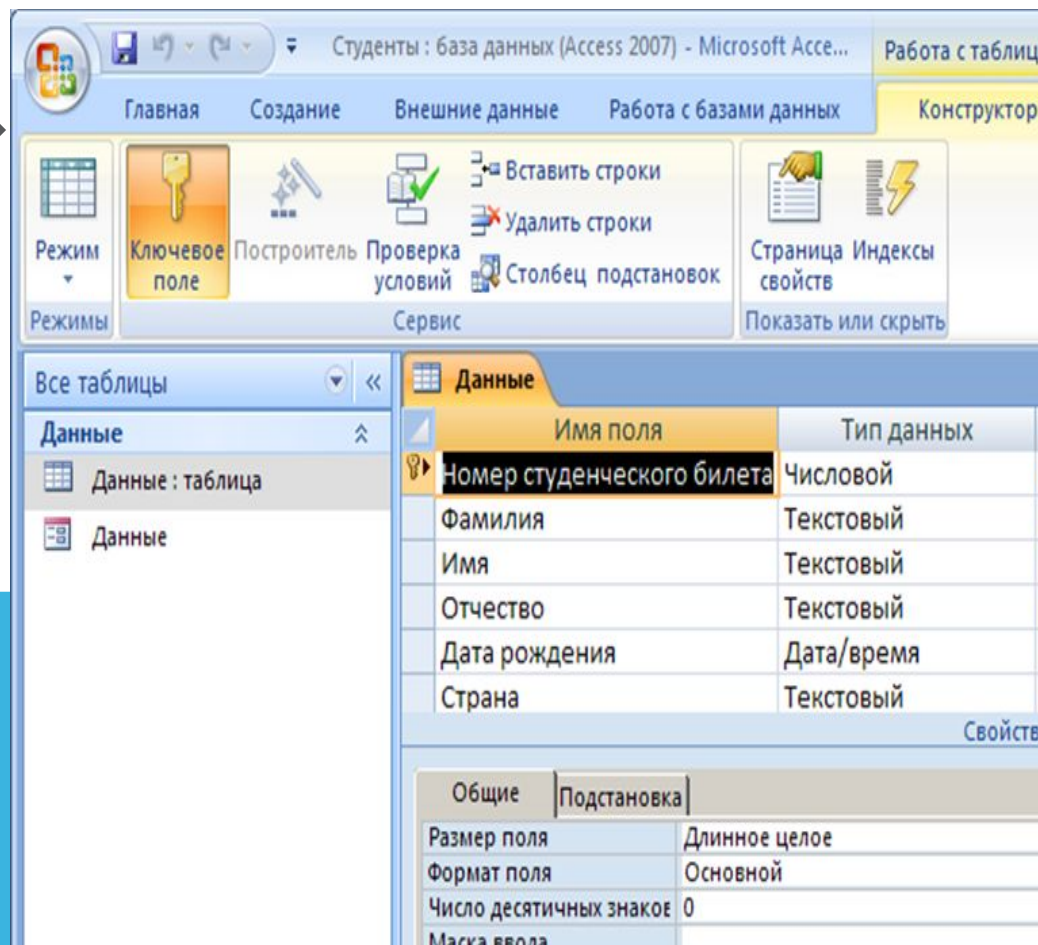 Студенты : база данных (Access 2007) - Microsoft Acce...
Работа с таблиц
Главная
Создание
Внешние данные
Работа с базами данных
Конструктор
Режим
Ключевое поле
Построитель
Проверка условий
Вставить строки
Удалить строки
Столбец подстановок
Страница свойств
Индексы
Режимы
Сервис
Показать или скрыть
Все таблицы
Данные
Данные : таблица
Данные
Данные
Имя поля
Тип данных
Номер студенческого билета
Числовой
Фамилия
Текстовый
Имя
Текстовый
Отчество
Текстовый
Дата рождения
Дата/время
Страна
Текстовый
Свойств
Общие
Подстановка
Размер поля
Длинное целое
Формат поля
Основной
Число десятичных знаков
0
Маска ввода